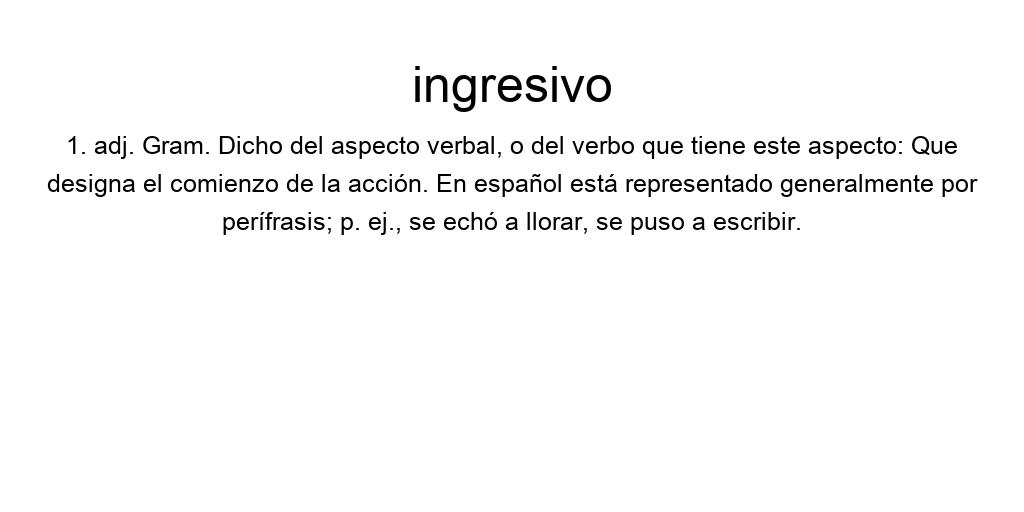 ingresivo
1. adj. Gram. Dicho del aspecto verbal, o del verbo que tiene este aspecto: Que
designa el comienzo de la acción. En español está representado generalmente por
perífrasis; p. ej., se echó a llorar, se puso a escribir.